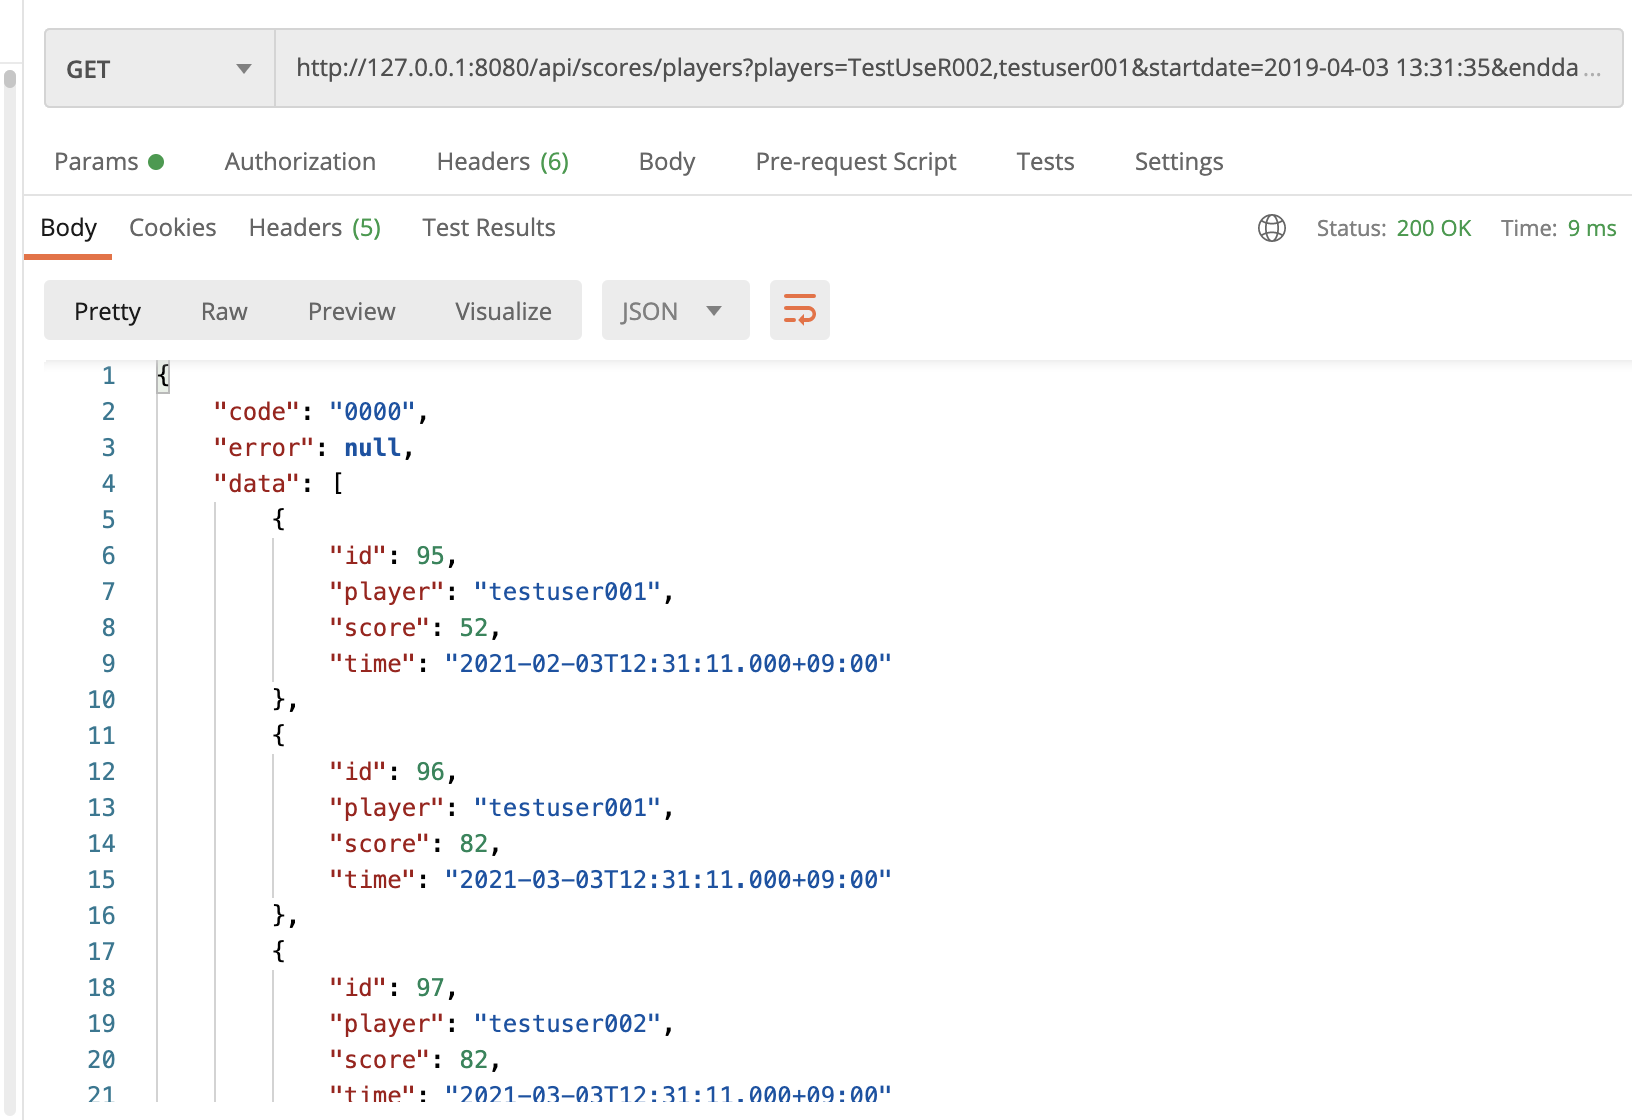 GET http://127.0.0.1:8080/api/scores/players?players=TestUseR002,testuser001&startdate=2019-04-03 13:31:35&endda ...
Params Authorization Headers (6) Body Pre-request Script Tests Settings
Body Cookies Headers (5) Test Results Status: 200 OK Time: 9 ms
Pretty Raw Preview Visualize JSON
1 {
2 "code": "0000",
3 "error": null,
4 "data": [
5 {
6 "id": 95,
7 "player": "testuser001",
8 "score": 52,
9 "time": "2021-02-03T12:31:11.000+09:00"
10 },
11 {
12 "id": 96,
13 "player": "testuser001",
14 "score": 82,
15 "time": "2021-03-03T12:31:11.000+09:00"
16 },
17 {
18 "id": 97,
19 "player": "testuser002",
20 "score": 82,
21 "time": "2021-03-03T12:31:11.000+09:00"